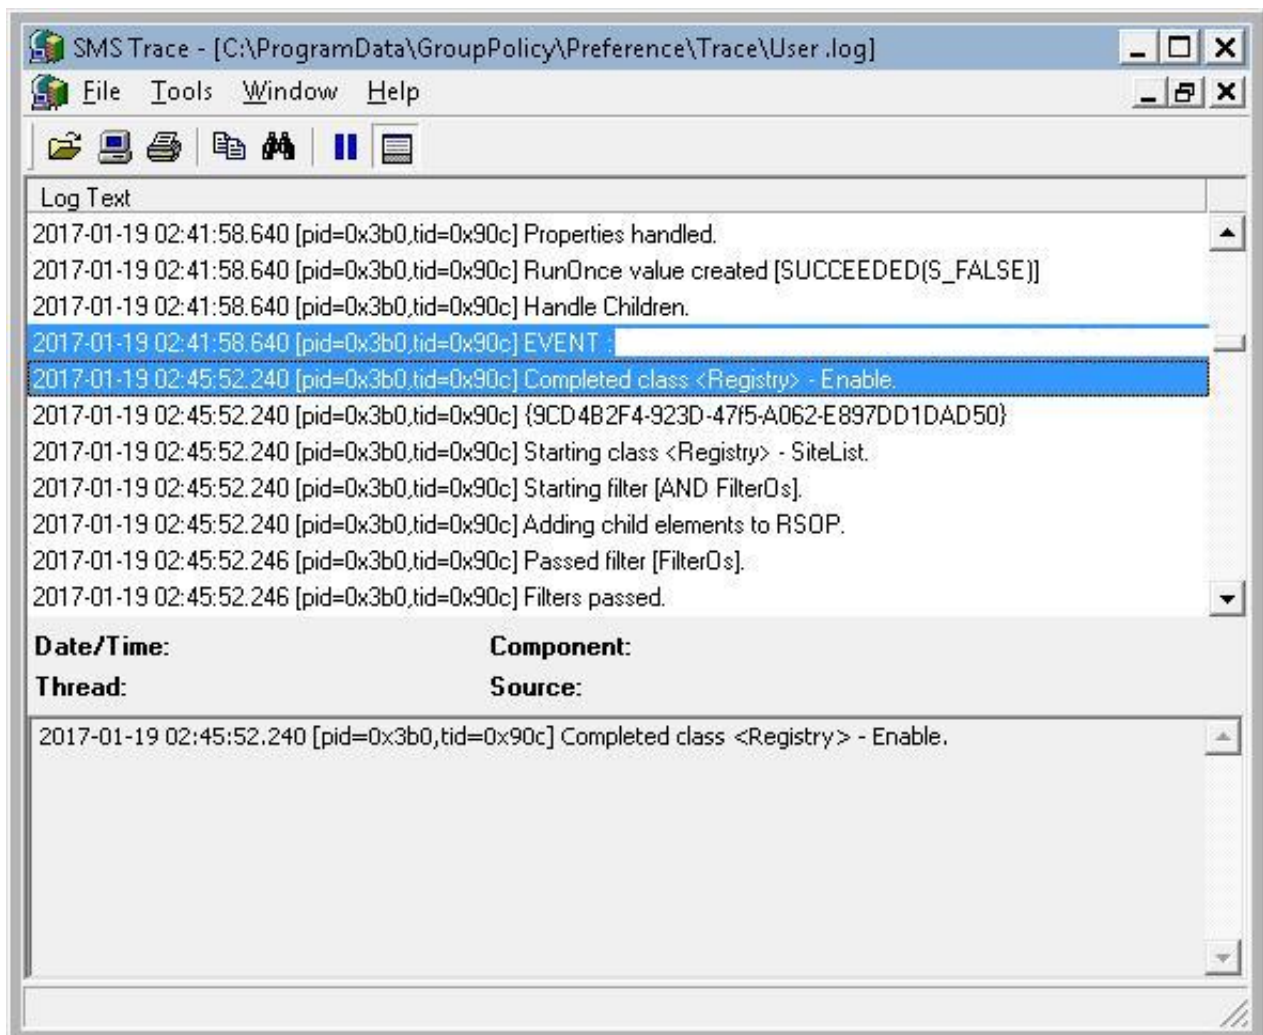 SMS Trace - [C:\ProgramData\GroupPolicy\Preference\Trace\User .log]
File Tools Window Help
Log Text
2017-01-19 02:41:58.640 [pid=0x3b0,tid=0x90c] Properties handled.
2017-01-19 02:41:58.640 [pid=0x3b0,tid=0x90c] RunOnce value created [SUCCEEDED(S_FALSE)]
2017-01-19 02:41:58.640 [pid=0x3b0,tid=0x90c] Handle Children.
2017-01-19 02:41:58.640 [pid=0x3b0,tid=0x90c] EVENT :
2017-01-19 02:45:52.240 [pid=0x3b0,tid=0x90c] Completed class <Registry> - Enable.
2017-01-19 02:45:52.240 [pid=0x3b0,tid=0x90c] {9CD4B2F4-923D-47f5-A062-E897DD1DAD50}
2017-01-19 02:45:52.240 [pid=0x3b0,tid=0x90c] Starting class <Registry> - SiteList.
2017-01-19 02:45:52.240 [pid=0x3b0,tid=0x90c] Starting filter [AND FilterOs].
2017-01-19 02:45:52.240 [pid=0x3b0,tid=0x90c] Adding child elements to RSOP.
2017-01-19 02:45:52.246 [pid=0x3b0,tid=0x90c] Passed filter [FilterOs].
2017-01-19 02:45:52.246 [pid=0x3b0,tid=0x90c] Filters passed.
Date/Time: Component:
Thread: Source:
2017-01-19 02:45:52.240 [pid=0x3b0,tid=0x90c] Completed class <Registry> - Enable.